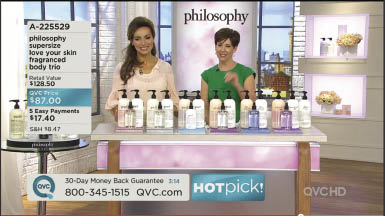 A-225529
philosophy
supersize
love your skin
fragranced
body trio
Retail Value
$128.50
QVC Price
$87.00
5 Easy Payments
$17.40
S&H $8.47
philosophy
philosophy
QVC
30-Day Money Back Guarantee 3:14
800-345-1515 QVC.com
HOTpick!
QVCHD